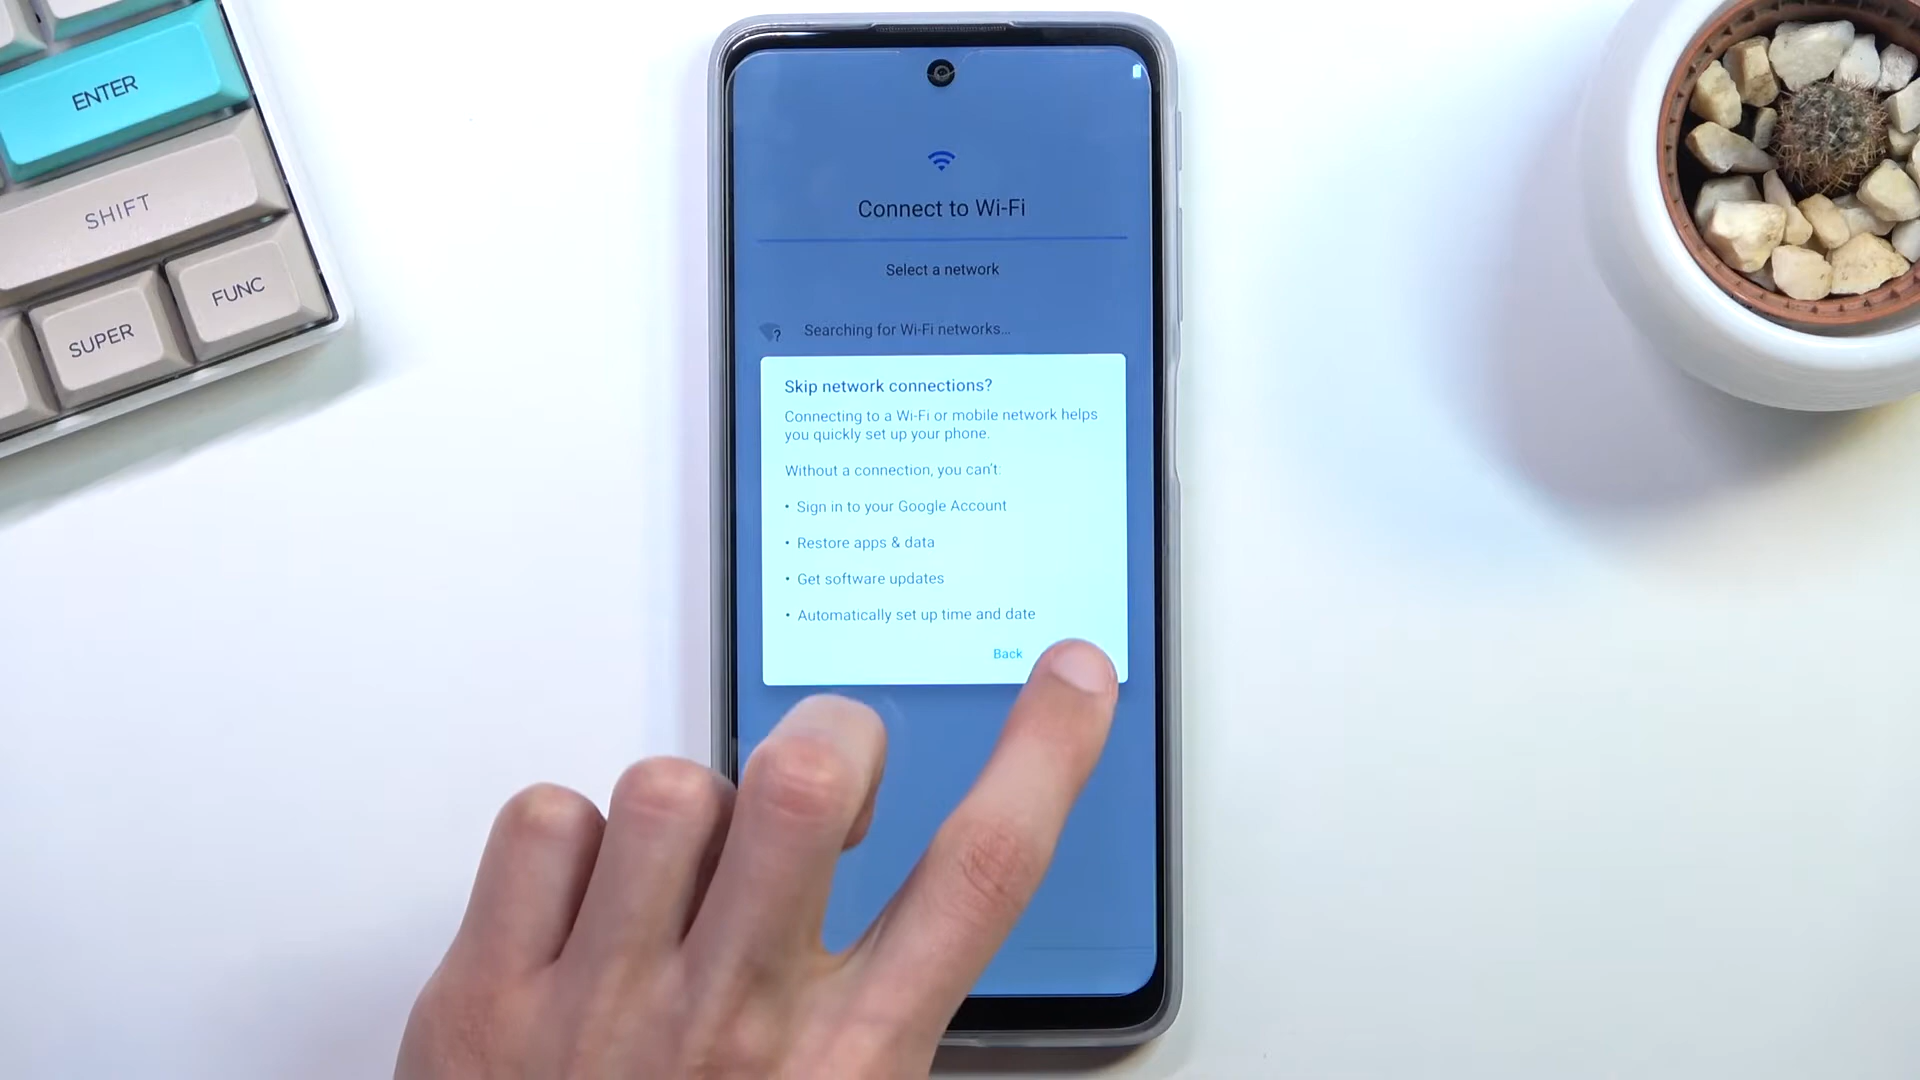 ENTER
SHIFT
FUNC
SUPER
Connect to Wi-Fi
Select a network
? Searching for Wi-Fi networks...
Skip network connections?
Connecting to a Wi-Fi or mobile network helps
you quickly set up your phone.
Without a connection, you can't:
• Sign in to your Google Account
• Restore apps & data
• Get software updates
• Automatically set up time and date
Back